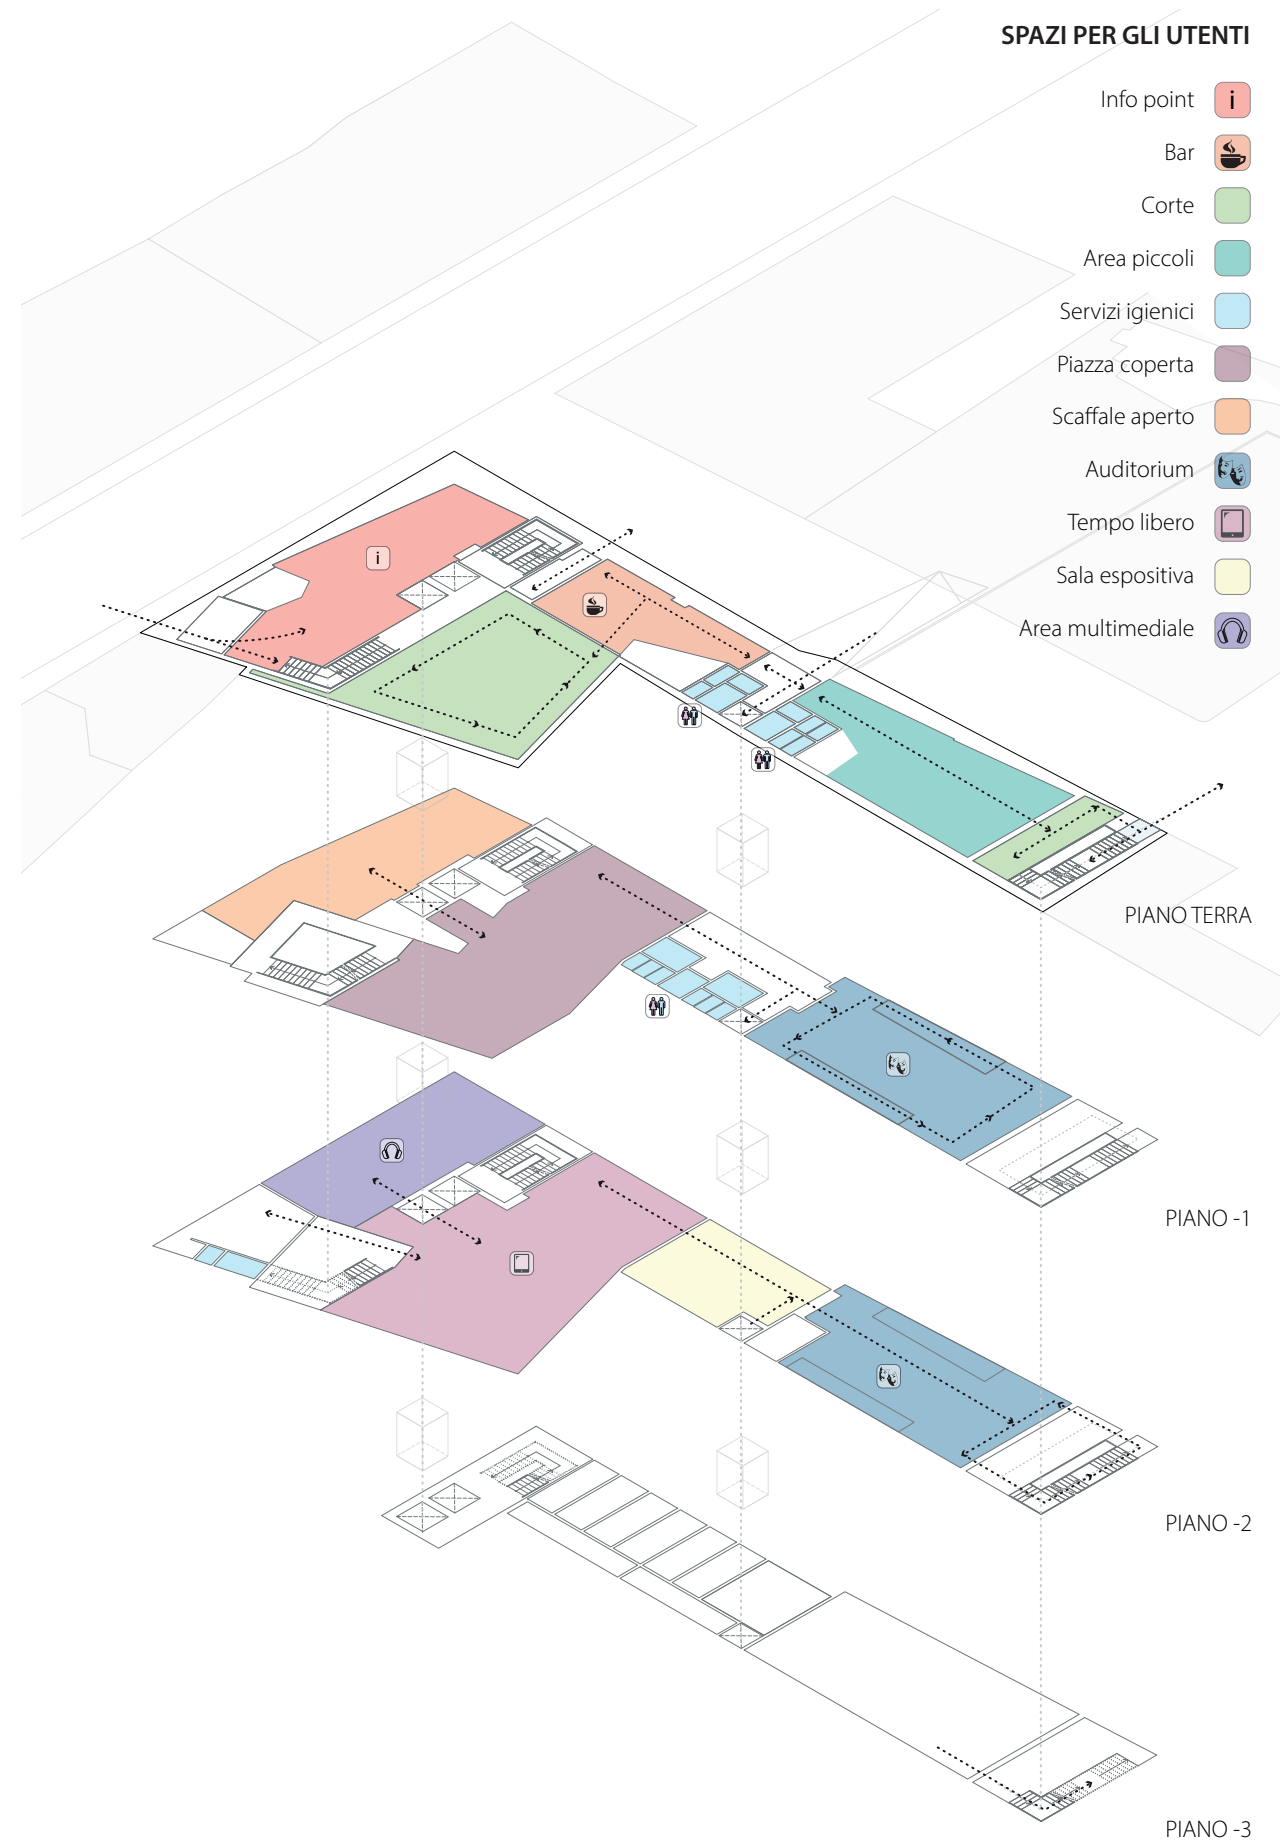 SPAZI PER GLI UTENTI
Info point i
Bar
Corte
Area piccoli
Servizi igienici
Piazza coperta
Scaffale aperto
Auditorium
Tempo libero
Sala espositiva
Area multimediale
i
PIANO TERRA
PIANO -1
PIANO -2
PIANO -3